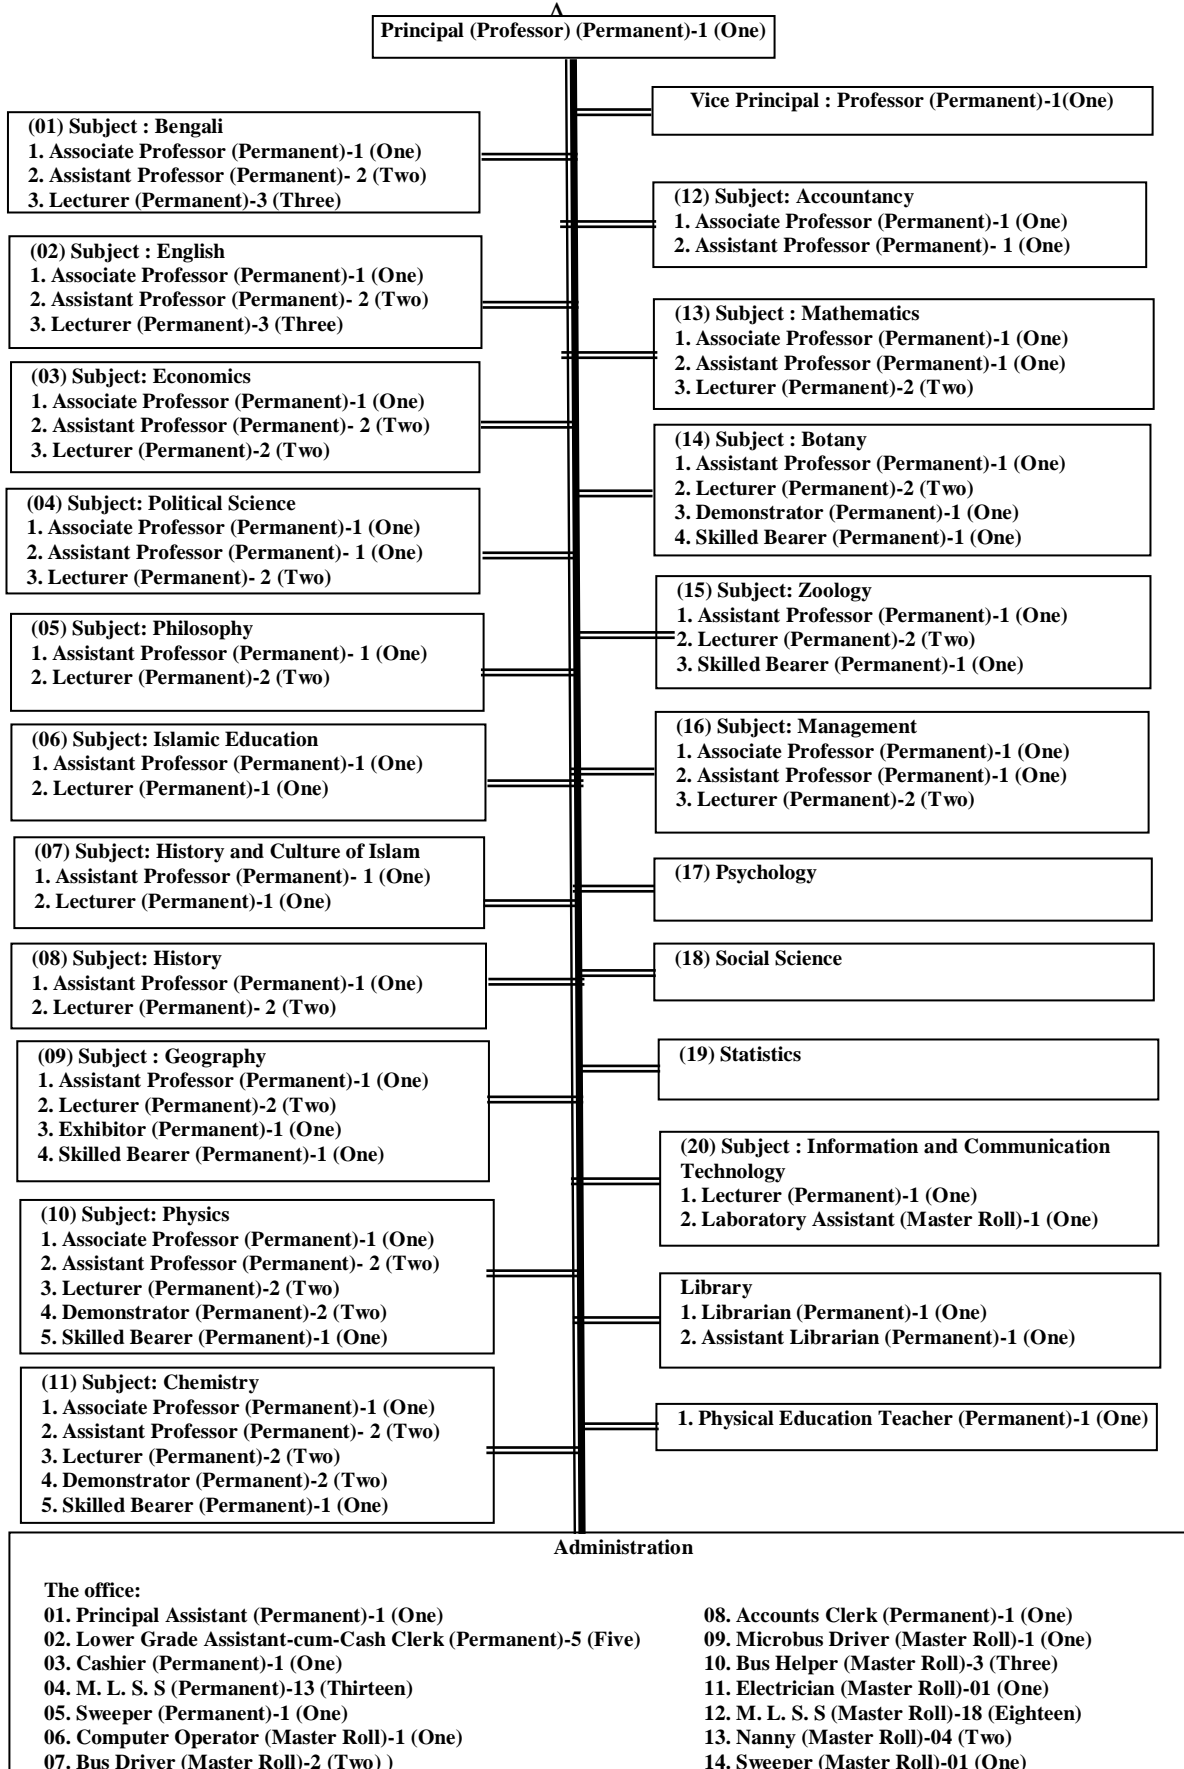 Principal (Professor) (Permanent)-1 (One)
Vice Principal : Professor (Permanent)-1(One)
(01) Subject : Bengali
1. Associate Professor (Permanent)-1 (One)
2. Assistant Professor (Permanent)- 2 (Two)
3. Lecturer (Permanent)-3 (Three)
(02) Subject : English
1. Associate Professor (Permanent)-1 (One)
2. Assistant Professor (Permanent)- 2 (Two)
3. Lecturer (Permanent)-3 (Three)
(03) Subject: Economics
1. Associate Professor (Permanent)-1 (One)
2. Assistant Professor (Permanent)- 2 (Two)
3. Lecturer (Permanent)-2 (Two)
(04) Subject: Political Science
1. Associate Professor (Permanent)-1 (One)
2. Assistant Professor (Permanent)- 1 (One)
3. Lecturer (Permanent)- 2 (Two)
(05) Subject: Philosophy
1. Assistant Professor (Permanent)- 1 (One)
2. Lecturer (Permanent)-2 (Two)
(06) Subject: Islamic Education
1. Assistant Professor (Permanent)-1 (One)
2. Lecturer (Permanent)-1 (One)
(07) Subject: History and Culture of Islam
1. Assistant Professor (Permanent)- 1 (One)
2. Lecturer (Permanent)-1 (One)
(08) Subject: History
1. Assistant Professor (Permanent)-1 (One)
2. Lecturer (Permanent)- 2 (Two)
(09) Subject : Geography
1. Assistant Professor (Permanent)-1 (One)
2. Lecturer (Permanent)-2 (Two)
3. Exhibitor (Permanent)-1 (One)
4. Skilled Bearer (Permanent)-1 (One)
(10) Subject: Physics
1. Associate Professor (Permanent)-1 (One)
2. Assistant Professor (Permanent)- 2 (Two)
3. Lecturer (Permanent)-2 (Two)
4. Demonstrator (Permanent)-2 (Two)
5. Skilled Bearer (Permanent)-1 (One)
(11) Subject: Chemistry
1. Associate Professor (Permanent)-1 (One)
2. Assistant Professor (Permanent)- 2 (Two)
3. Lecturer (Permanent)-2 (Two)
4. Demonstrator (Permanent)-2 (Two)
5. Skilled Bearer (Permanent)-1 (One)
(12) Subject: Accountancy
1. Associate Professor (Permanent)-1 (One)
2. Assistant Professor (Permanent)- 1 (One)
(13) Subject : Mathematics
1. Associate Professor (Permanent)-1 (One)
2. Assistant Professor (Permanent)-1 (One)
3. Lecturer (Permanent)-2 (Two)
(14) Subject : Botany
1. Assistant Professor (Permanent)-1 (One)
2. Lecturer (Permanent)-2 (Two)
3. Demonstrator (Permanent)-1 (One)
4. Skilled Bearer (Permanent)-1 (One)
(15) Subject: Zoology
1. Assistant Professor (Permanent)-1 (One)
2. Lecturer (Permanent)-2 (Two)
3. Skilled Bearer (Permanent)-1 (One)
(16) Subject: Management
1. Associate Professor (Permanent)-1 (One)
2. Assistant Professor (Permanent)-1 (One)
3. Lecturer (Permanent)-2 (Two)
(17) Psychology
(18) Social Science
(19) Statistics
(20) Subject : Information and Communication
Technology
1. Lecturer (Permanent)-1 (One)
2. Laboratory Assistant (Master Roll)-1 (One)
Library
1. Librarian (Permanent)-1 (One)
2. Assistant Librarian (Permanent)-1 (One)
1. Physical Education Teacher (Permanent)-1 (One)
Administration
The office:
01. Principal Assistant (Permanent)-1 (One)
02. Lower Grade Assistant-cum-Cash Clerk (Permanent)-5 (Five)
03. Cashier (Permanent)-1 (One)
04. M. L. S. S (Permanent)-13 (Thirteen)
05. Sweeper (Permanent)-1 (One)
06. Computer Operator (Master Roll)-1 (One)
07. Bus Driver (Master Roll)-2 (Two) )
08. Accounts Clerk (Permanent)-1 (One)
09. Microbus Driver (Master Roll)-1 (One)
10. Bus Helper (Master Roll)-3 (Three)
11. Electrician (Master Roll)-01 (One)
12. M. L. S. S (Master Roll)-18 (Eighteen)
13. Nanny (Master Roll)-04 (Two)
14. Sweeper (Master Roll)-01 (One)